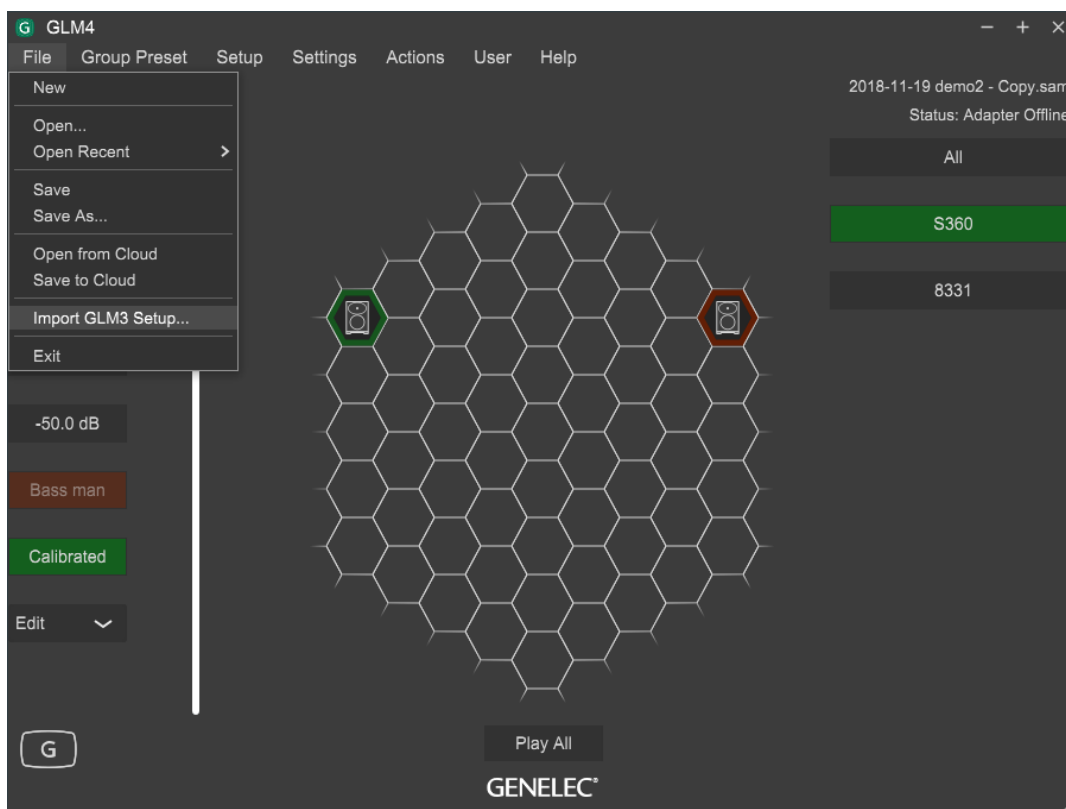 G GLM4
File Group Preset Setup Settings Actions User Help
New
Open...
Open Recent
Save
Save As...
Open from Cloud
Save to Cloud
Import GLM3 Setup...
Exit
-50.0 dB
Bass man
Calibrated
Edit
G
2018-11-19 demo2 - Copy.sam
Status: Adapter Offline
All
S360
8331
Play All
GENELEC®